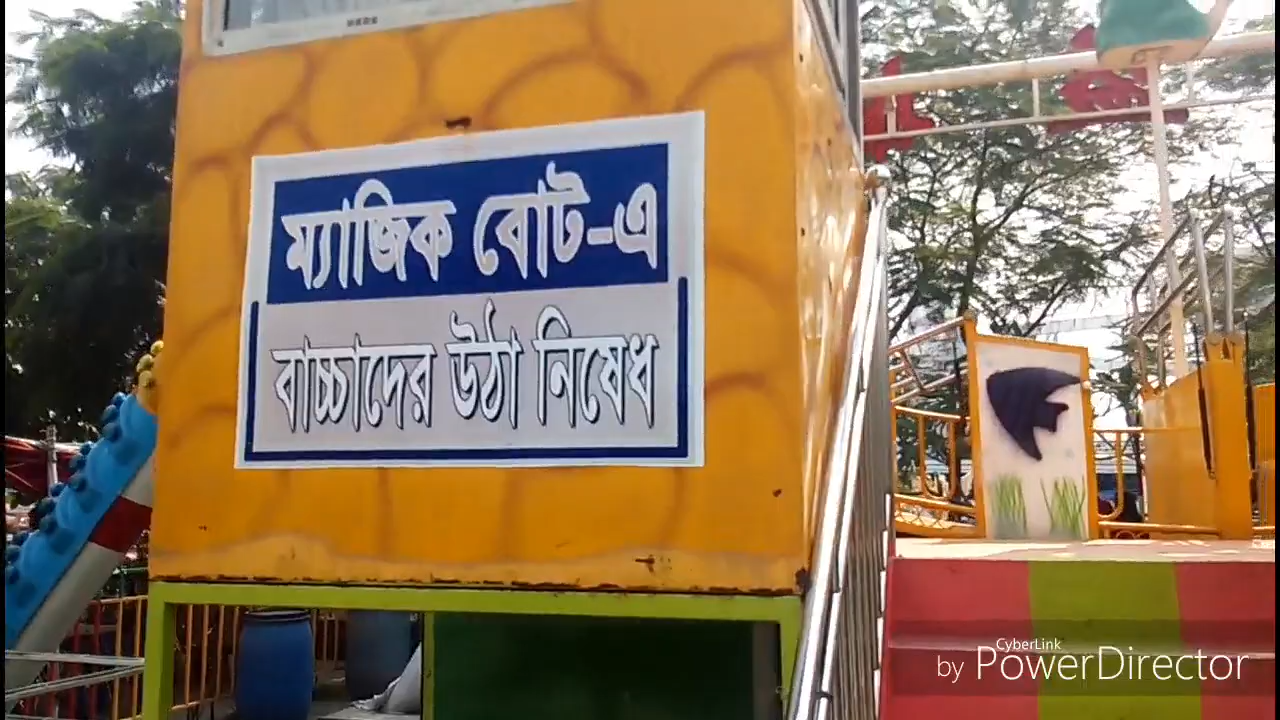 ম্যাজিক বোট-এ
বাচ্চাদের উঠা নিষেধ
CyberLink
by PowerDirector